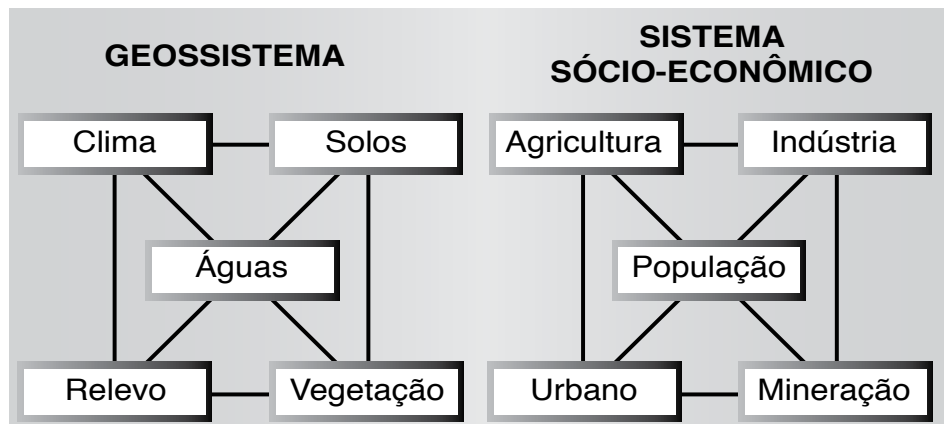 GEOSSISTEMA
Clima
Solos
Águas
Relevo
Vegetação
SISTEMA
SÓCIO-ECONÔMICO
Agricultura
Indústria
População
Urbano
Mineração